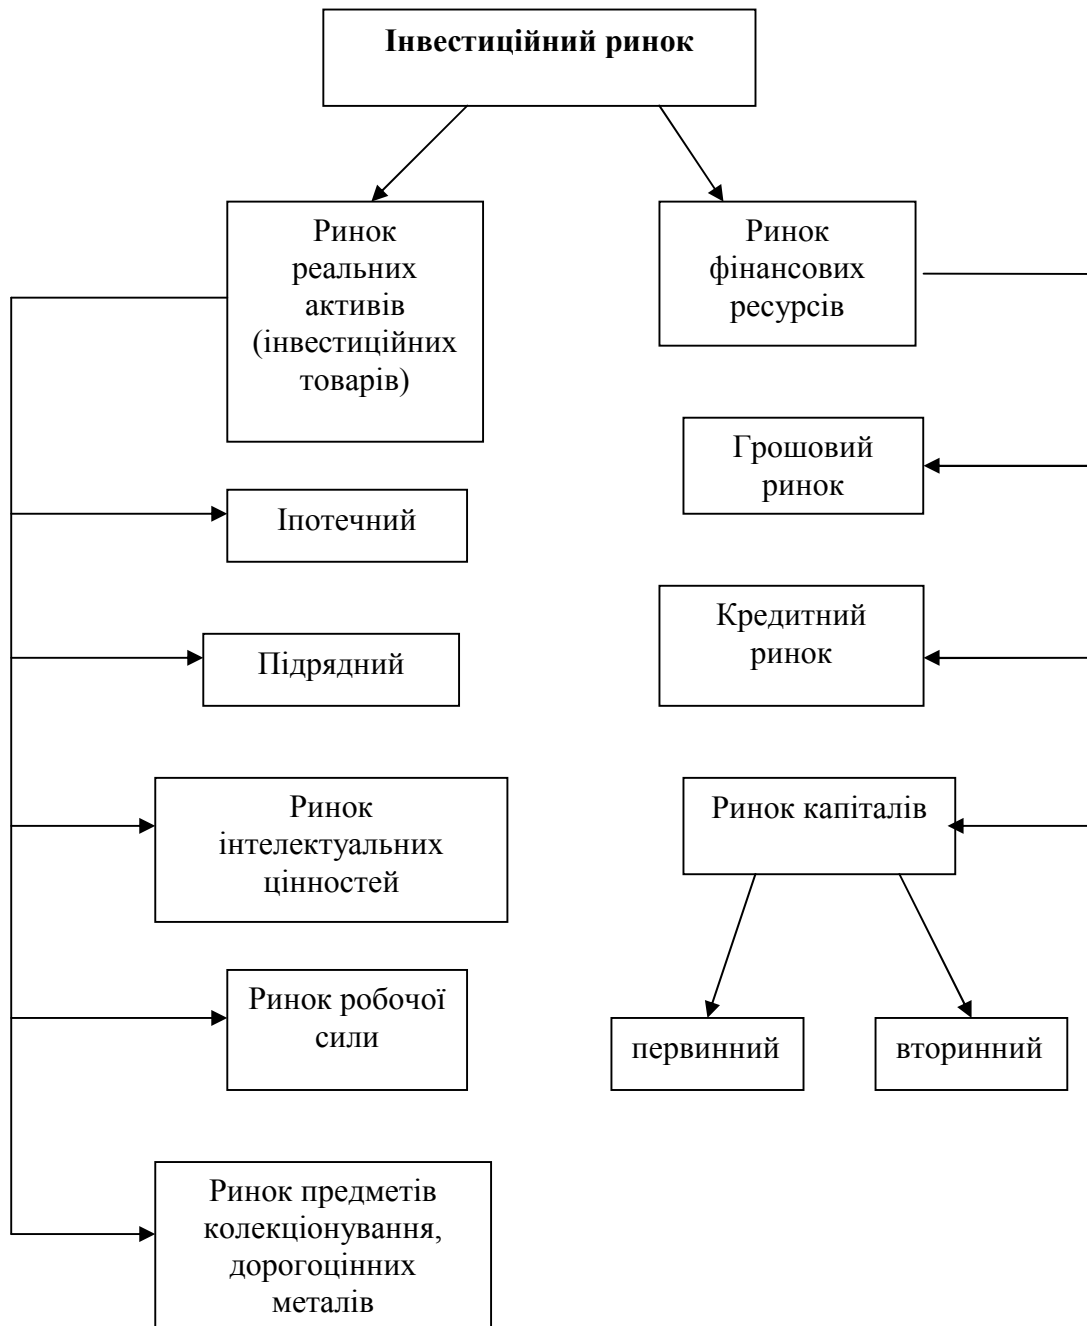 Інвестиційний ринок
Ринок
реальних
активів
(інвестиційних
товарів)
Ринок
фінансових
ресурсів
Грошовий
ринок
Іпотечний
Кредитний
ринок
Підрядний
Ринок
інтелектуальних
цінностей
Ринок капіталів
Ринок робочої
сили
первинний
вторинний
Ринок предметів
колекціонування,
дорогоцінних
металів